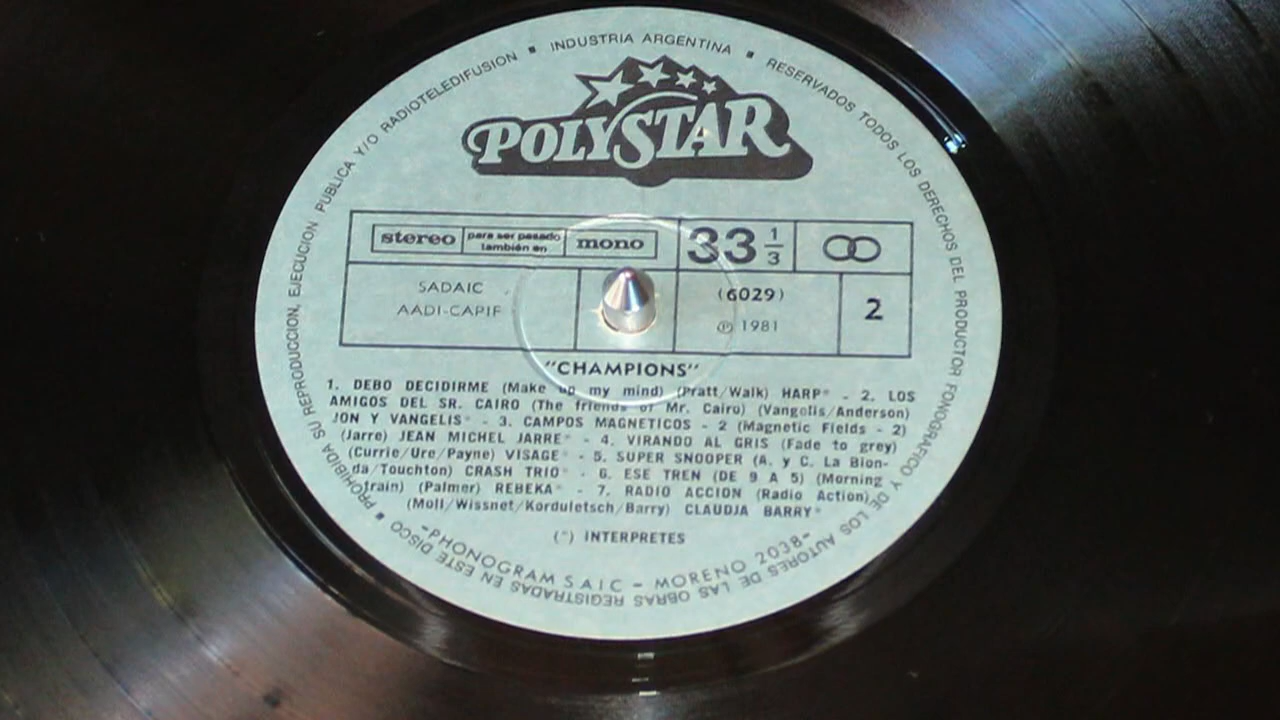 PROHIBIDA SU REPRODUCCION, EJECUCION PUBLICA Y/O RADIOTELEDIFUSION ■ INDUSTRIA ARGENTINA ■ RESERVADOS TODOS LOS DERECHOS DEL PRODUCTOR FONOGRAFICO Y DE LOS AUTORES DE LAS OBRAS REGISTRADAS EN ESTE DISCO ■
POLYSTAR
stereo para ser pasado también en mono 33 1/3
SADAIC (6029) 2
AADI-CAPIF ℗ 1981
"CHAMPIONS"
1. DEBO DECIDIRME (Make up my mind) (Pratt/Walk) HARP* - 2. LOS
AMIGOS DEL SR. CAIRO (The friends of Mr. Cairo) (Vangelis/Anderson)
JON Y VANGELIS* - 3. CAMPOS MAGNETICOS - 2 (Magnetic Fields - 2)
(Jarre) JEAN MICHEL JARRE* - 4. VIRANDO AL GRIS (Fade to grey)
(Currie/Ure/Payne) VISAGE* - 5. SUPER SNOOPER (A. y C. La Bion-
da/Touchton) CRASH TRIO* - 6. ESE TREN (DE 9 A 5) (Morning
train) (Palmer) REBEKA* - 7. RADIO ACCION (Radio Action)
(Moll/Wissnet/Korduletsch/Barry) CLAUDJA BARRY*
(*) INTERPRETES
-PHONOGRAM SAIC - MORENO 2038-